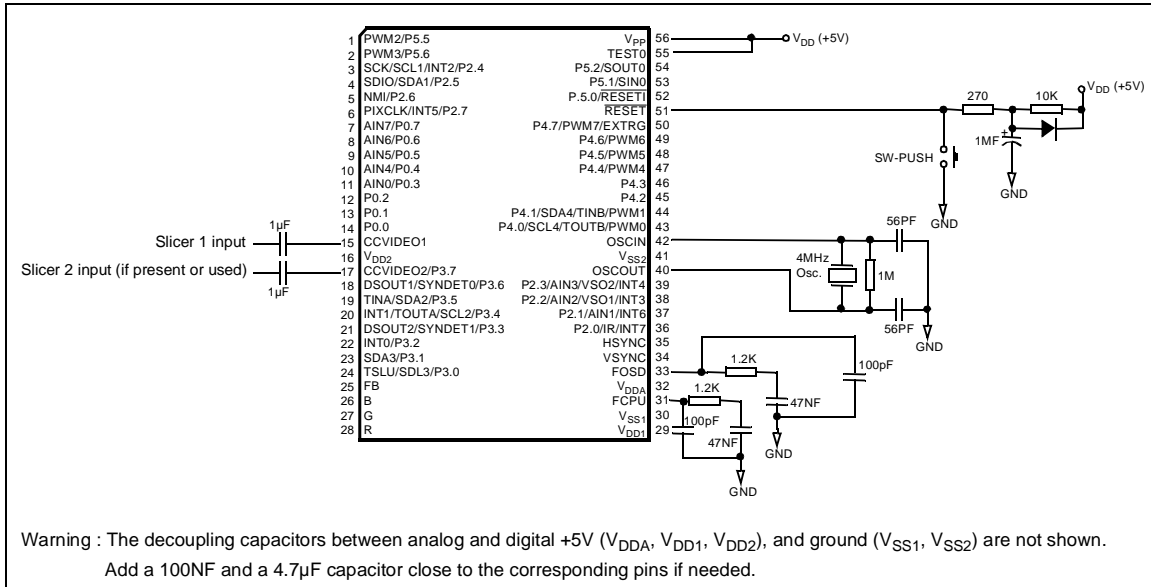 1 PWM2/P5.5
2 PWM3/P5.6
3 SCK/SCL1/INT2/P2.4
4 SDIO/SDA1/P2.5
5 NMI/P2.6
6 PIXCLK/INT5/P2.7
7 AIN7/P0.7
8 AIN6/P0.6
9 AIN5/P0.5
10 AIN4/P0.4
11 AIN0/P0.3
12 P0.2
13 P0.1
14 P0.0
15 CCVIDEO1
16 VDD2
17 CCVIDEO2/P3.7
18 DSOUT1/SYNDET0/P3.6
19 TINA/SDA2/P3.5
20 INT1/TOUTA/SCL2/P3.4
21 DSOUT2/SYNDET1/P3.3
22 INT0/P3.2
23 SDA3/P3.1
24 TSLU/SDL3/P3.0
25 FB
26 B
27 G
28 R
1µF
Slicer 1 input
Slicer 2 input (if present or used)
1µF
VPP 56
TEST0 55
P5.2/SOUT0 54
P5.1/SIN0 53
P.5.0/RESETI 52
RESET 51
P4.7/PWM7/EXTRG 50
P4.6/PWM6 49
P4.5/PWM5 48
P4.4/PWM4 47
P4.3 46
P4.2 45
P4.1/SDA4/TINB/PWM1 44
P4.0/SCL4/TOUTB/PWM0 43
OSCIN 42
VSS2 41
OSCOUT 40
P2.3/AIN3/VSO2/INT4 39
P2.2/AIN2/VSO1/INT3 38
P2.1/AIN1/INT6 37
P2.0/IR/INT7 36
HSYNC 35
VSYNC 34
FOSD 33
VDDA 32
FCPU 31
VSS1 30
VDD1 29
VDD (+5V)
VDD (+5V)
270
10K
1MF
SW-PUSH
GND
GND
56PF
4MHz
Osc.
1M
56PF
GND
1.2K
100pF
47NF
GND
1.2K
100pF
47NF
GND
Warning : The decoupling capacitors between analog and digital +5V (VDDA, VDD1, VDD2), and ground (VSS1, VSS2) are not shown.
Add a 100NF and a 4.7µF capacitor close to the corresponding pins if needed.